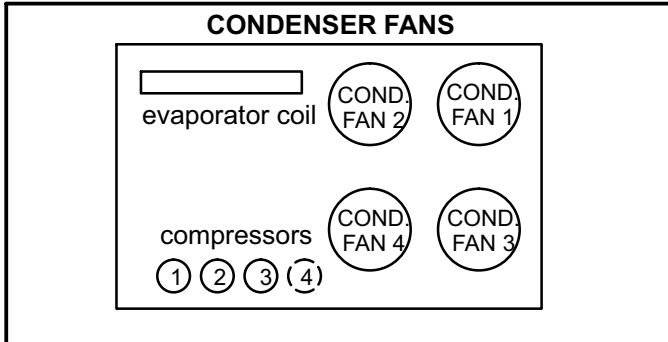 CONDENSER FANS
COND.
FAN 2
COND.
FAN 1
evaporator coil
COND.
FAN 4
COND.
FAN 3
compressors
1 2 3 4